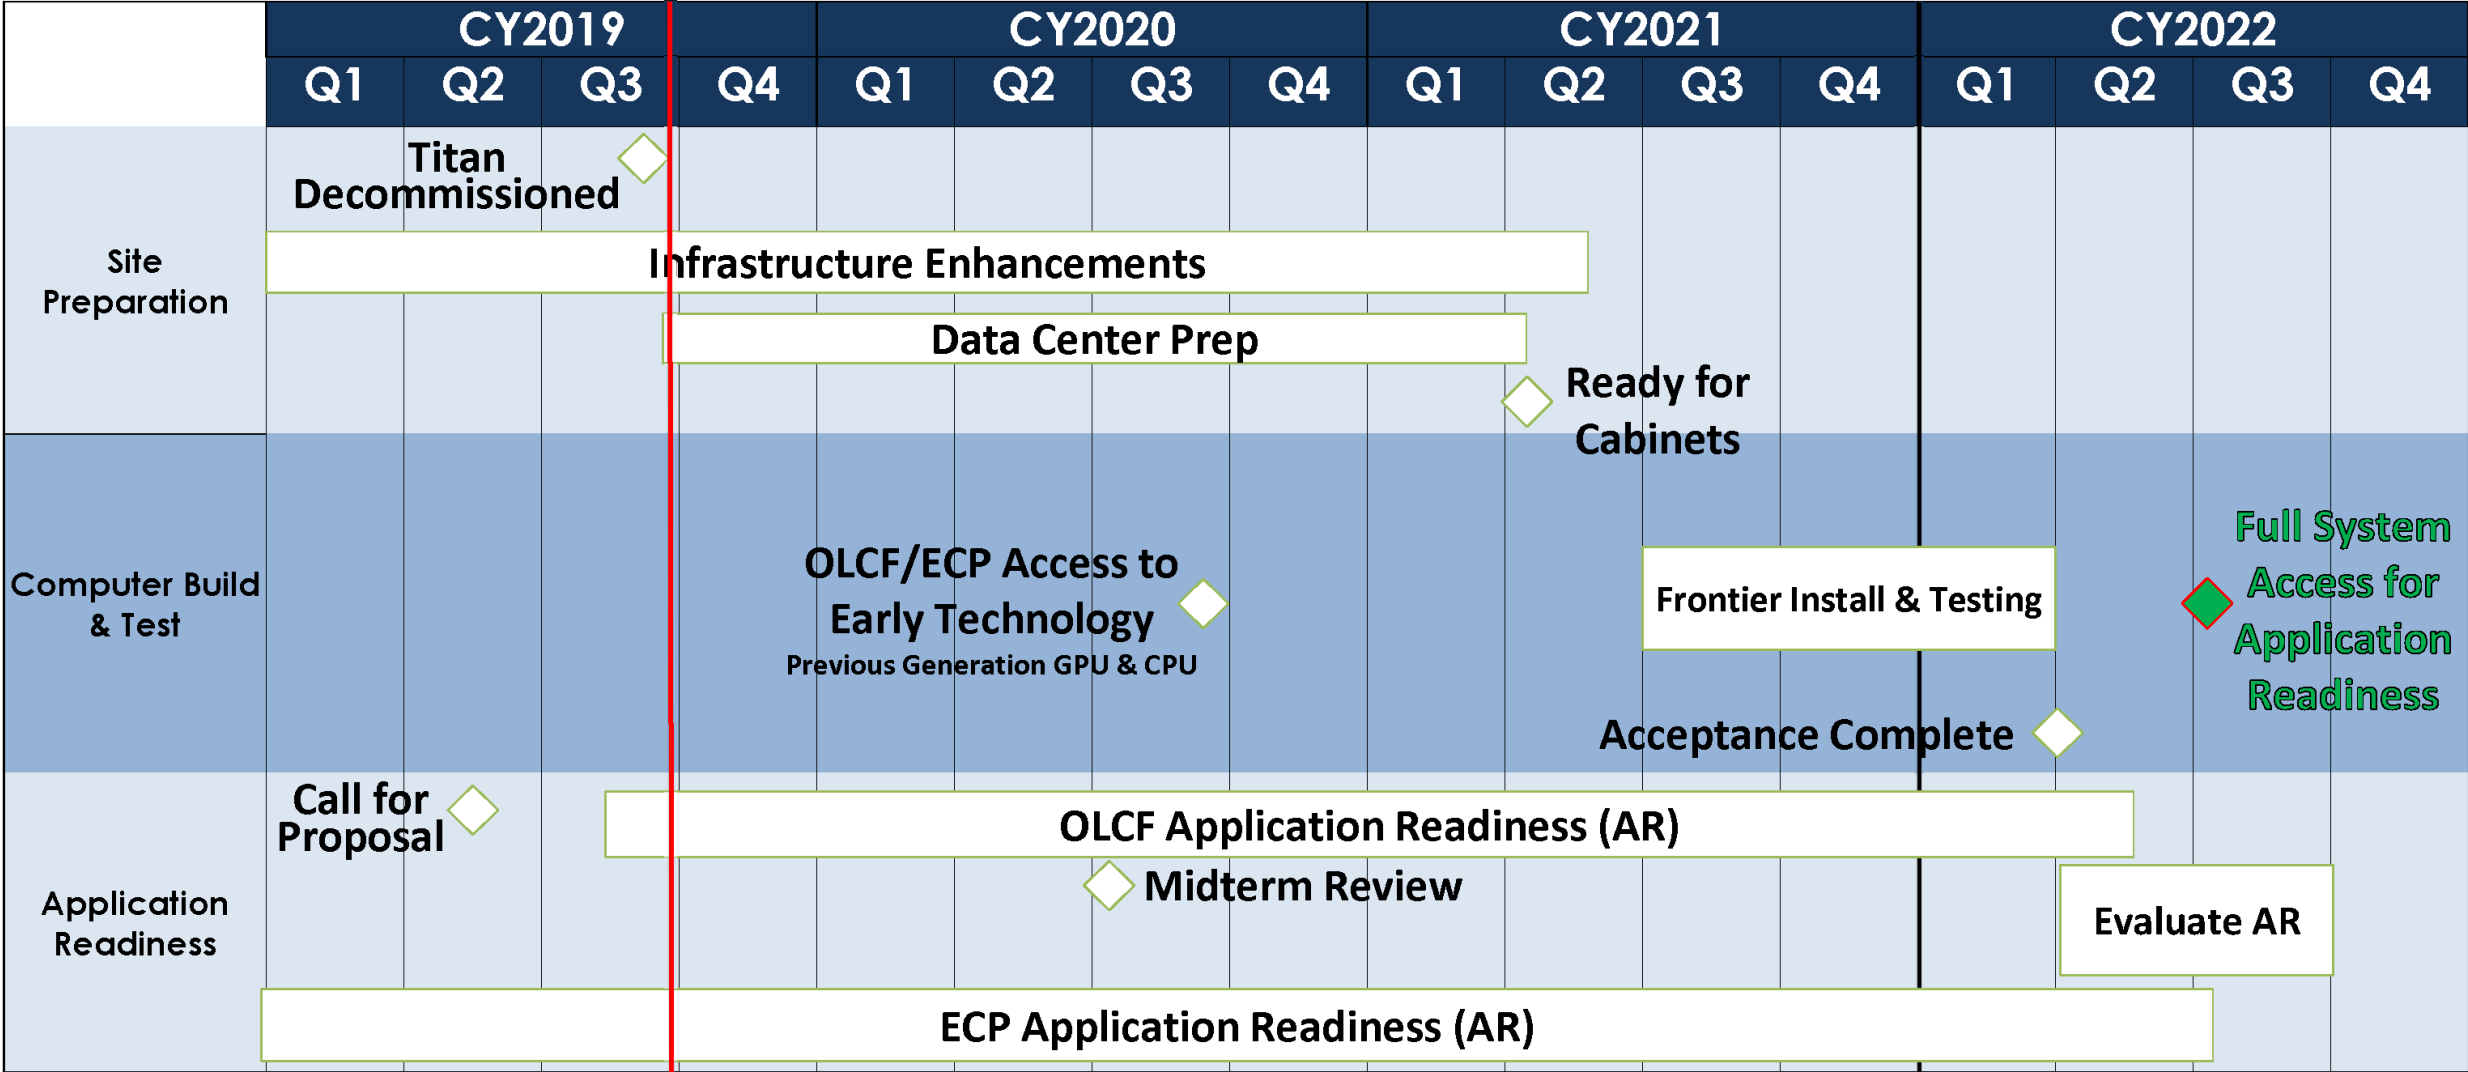 CY2019 CY2020 CY2021 CY2022
Q1 Q2 Q3 Q4 Q1 Q2 Q3 Q4 Q1 Q2 Q3 Q4 Q1 Q2 Q3 Q4
Site
Preparation
Titan
Decommissioned
Infrastructure Enhancements
Data Center Prep
Ready for
Cabinets
Computer Build
& Test
OLCF/ECP Access to
Early Technology
Previous Generation GPU & CPU
Frontier Install & Testing
Full System
Access for
Application
Readiness
Acceptance Complete
Application
Readiness
Call for
Proposal
OLCF Application Readiness (AR)
Midterm Review
Evaluate AR
ECP Application Readiness (AR)